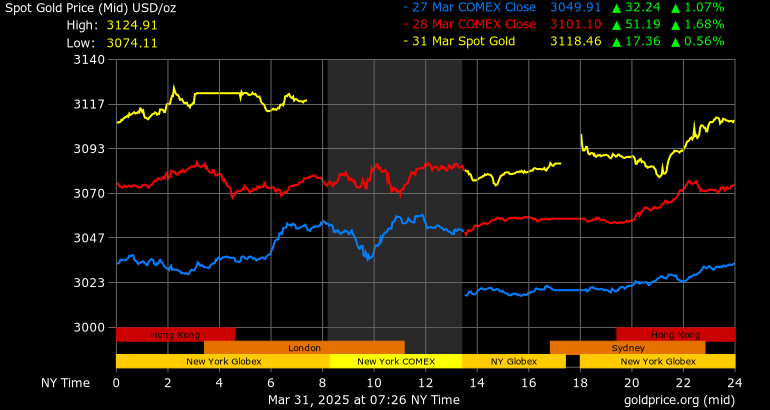 Spot Gold Price (Mid) USD/oz
High: 3124.91
Low: 3074.11
- 27 Mar COMEX Close 3049.91 ▲ 32.24 ▲ 1.07%
- 28 Mar COMEX Close 3101.10 ▲ 51.19 ▲ 1.68%
- 31 Mar Spot Gold 3118.46 ▲ 17.36 ▲ 0.56%
3140
3117
3093
3070
3047
3023
3000
Hong Kong Hong Kong
London Sydney
New York Globex New York COMEX NY Globex New York Globex
NY Time 0 2 4 6 8 10 12 14 16 18 20 22 24
Mar 31, 2025 at 07:26 NY Time goldprice.org (mid)